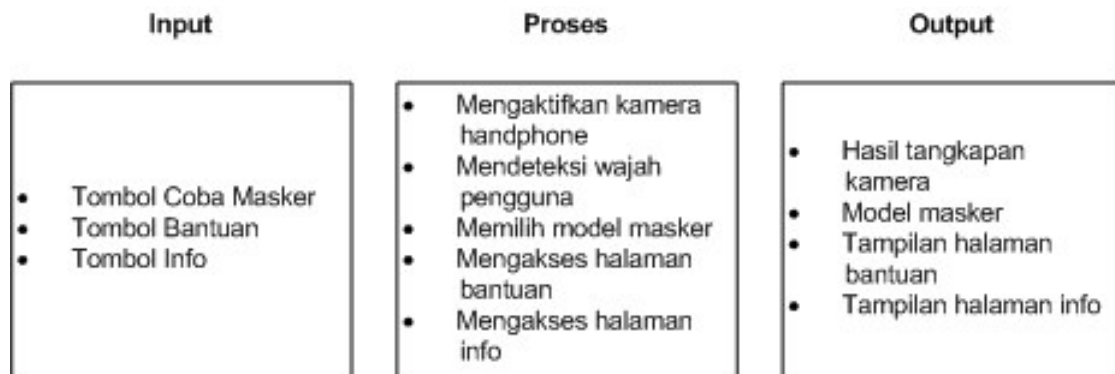 Input
• Tombol Coba Masker
• Tombol Bantuan
• Tombol Info
Proses
• Mengaktifkan kamera
handphone
• Mendeteksi wajah
pengguna
• Memilih model masker
• Mengakses halaman
bantuan
• Mengakses halaman
info
Output
• Hasil tangkapan
kamera
• Model masker
• Tampilan halaman
bantuan
• Tampilan halaman info